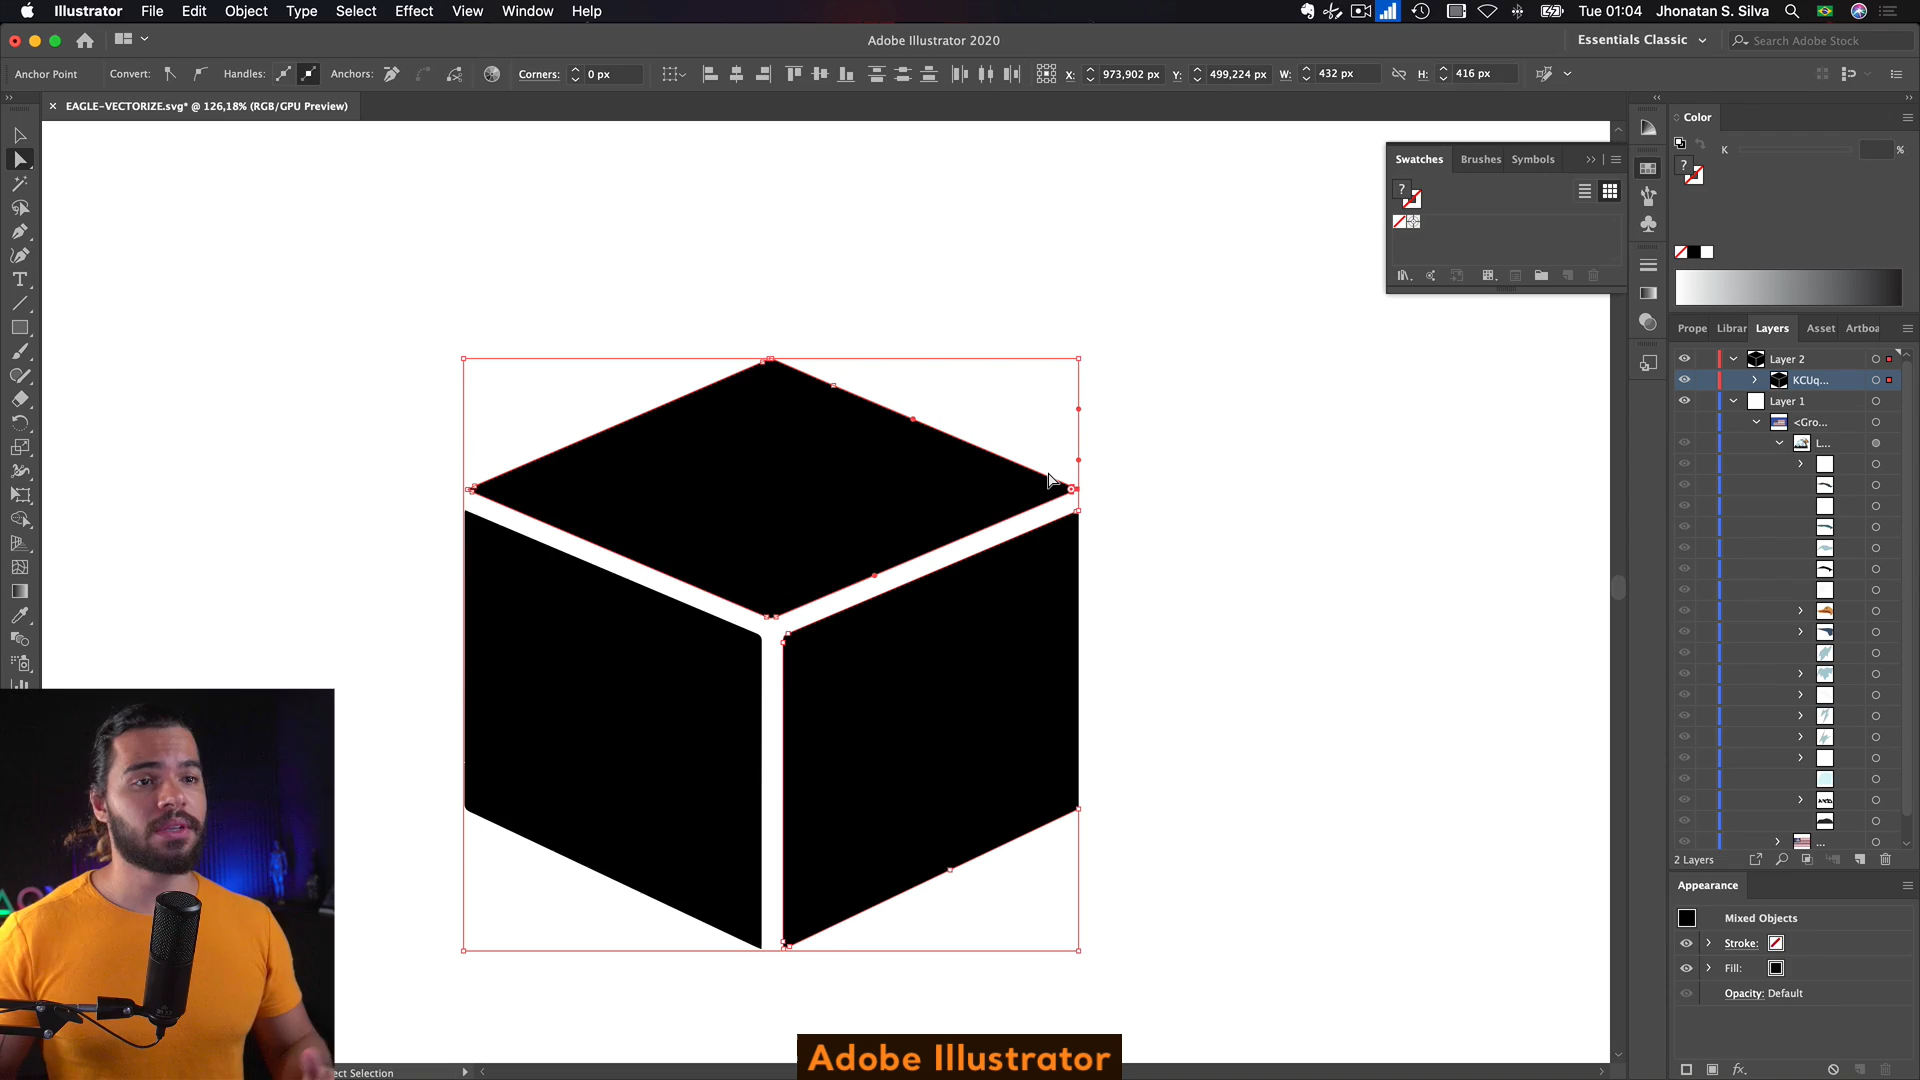 Illustrator File Edit Object Type Select Effect View Window Help
Tue 01:04 Jhonatan S. Silva
Adobe Illustrator 2020
Essentials Classic
Search Adobe Stock
Anchor Point Convert: Handles: Anchors: Corners: 0 px X: 973,902 px Y: 499,224 px W: 432 px H: 416 px
× EAGLE-VECTORIZE.svg* @ 126,18% (RGB/GPU Preview)
Color
K %
Swatches Brushes Symbols
Prope Librar Layers Asset Artboa
Layer 2
KCUq...
Layer 1
<Gro...
L...
...
2 Layers
Appearance
Mixed Objects
Stroke:
Fill:
Opacity: Default
fx
ect Selection
Adobe Illustrator